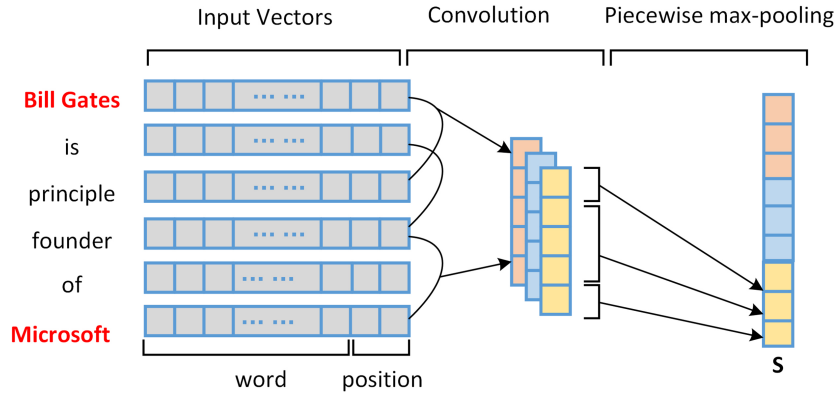 Input Vectors
Convolution
Piecewise max-pooling
Bill Gates
is
principle
founder
of
Microsoft
word
position
S